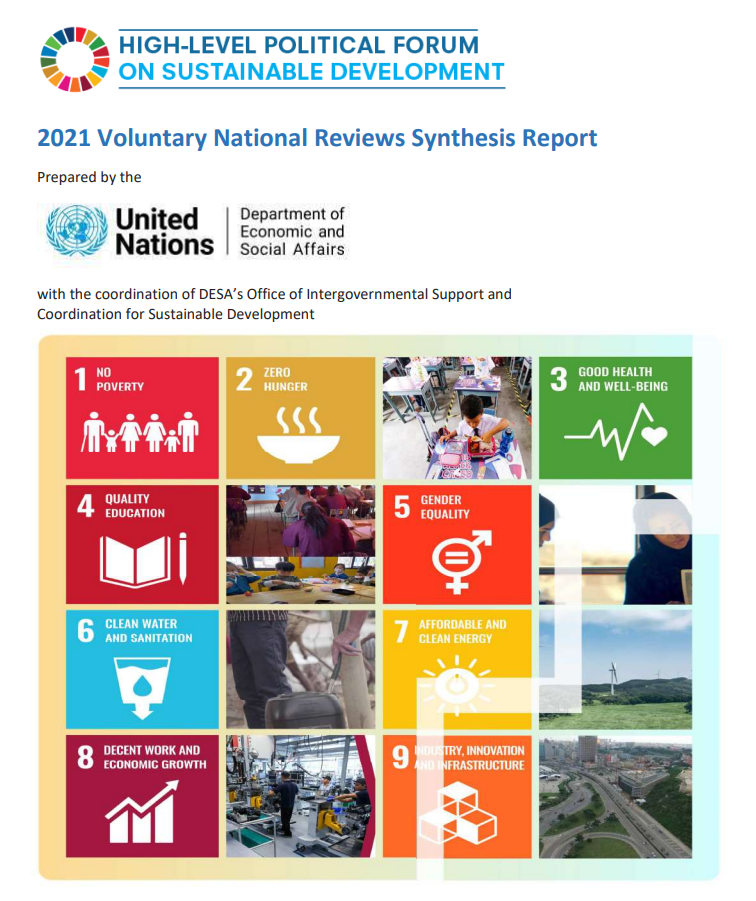 HIGH-LEVEL POLITICAL FORUM
ON SUSTAINABLE DEVELOPMENT
2021 Voluntary National Reviews Synthesis Report
Prepared by the
United
Nations
Department of
Economic and
Social Affairs
with the coordination of DESA's Office of Intergovernmental Support and
Coordination for Sustainable Development
1 NO
POVERTY
2 ZERO
HUNGER
3 GOOD HEALTH
AND WELL-BEING
4 QUALITY
EDUCATION
5 GENDER
EQUALITY
6 CLEAN WATER
AND SANITATION
7 AFFORDABLE AND
CLEAN ENERGY
8 DECENT WORK AND
ECONOMIC GROWTH
9 INDUSTRY, INNOVATION
AND INFRASTRUCTURE